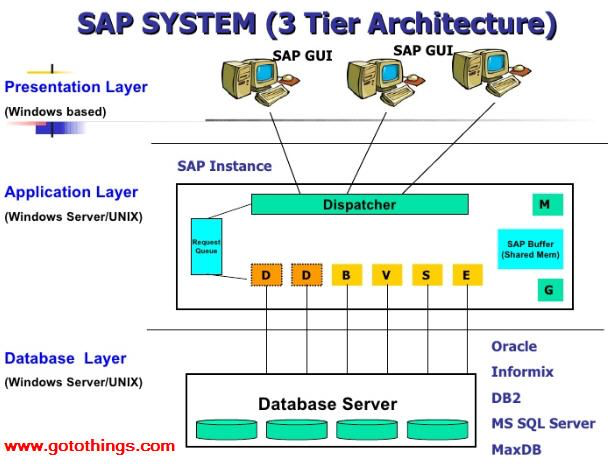 SAP SYSTEM (3 Tier Architecture)
SAP GUI
SAP GUI
Presentation Layer
(Windows based)
SAP Instance
Application Layer
(Windows Server/UNIX)
Dispatcher
M
Request
Queue
SAP Buffer
(Shared Mem)
D
D
B
V
S
E
G
Database Layer
(Windows Server/UNIX)
Database Server
Oracle
Informix
DB2
MS SQL Server
MaxDB
www.gotothings.com